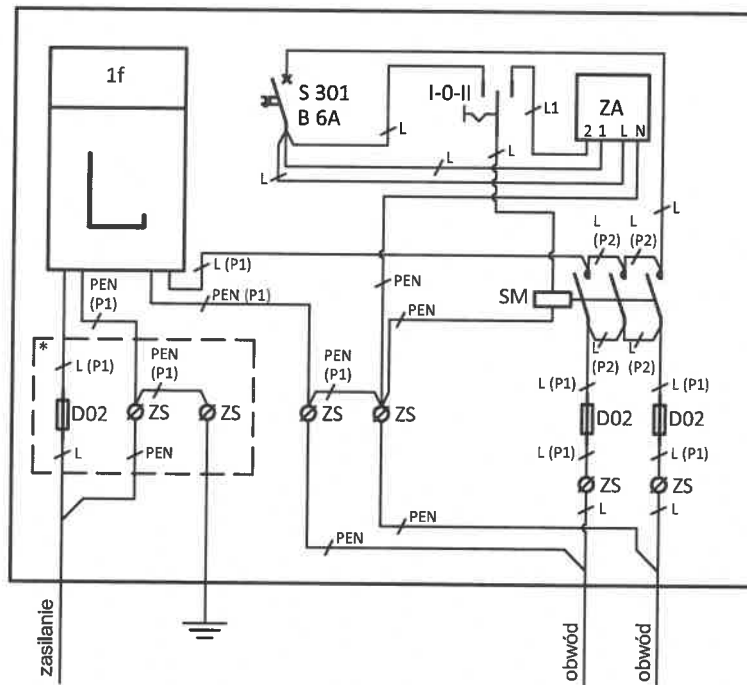 1f
S 301
B 6A
I-0-II
L1
ZA
2 1 L N
L
L
L
L
L
L (P1)
PEN (P1)
PEN
(P1)
PEN
PEN
SM
L
(P2)
L
(P2)
L
(P2)
L
(P2)
*
L (P1)
PEN
(P1)
D02
ZS
ZS
L
PEN
PEN
(P1)
ZS
ZS
L (P1)
L (P1)
D02
D02
L (P1)
L (P1)
ZS
ZS
L
L
PEN
PEN
zasilanie
obwód
obwód